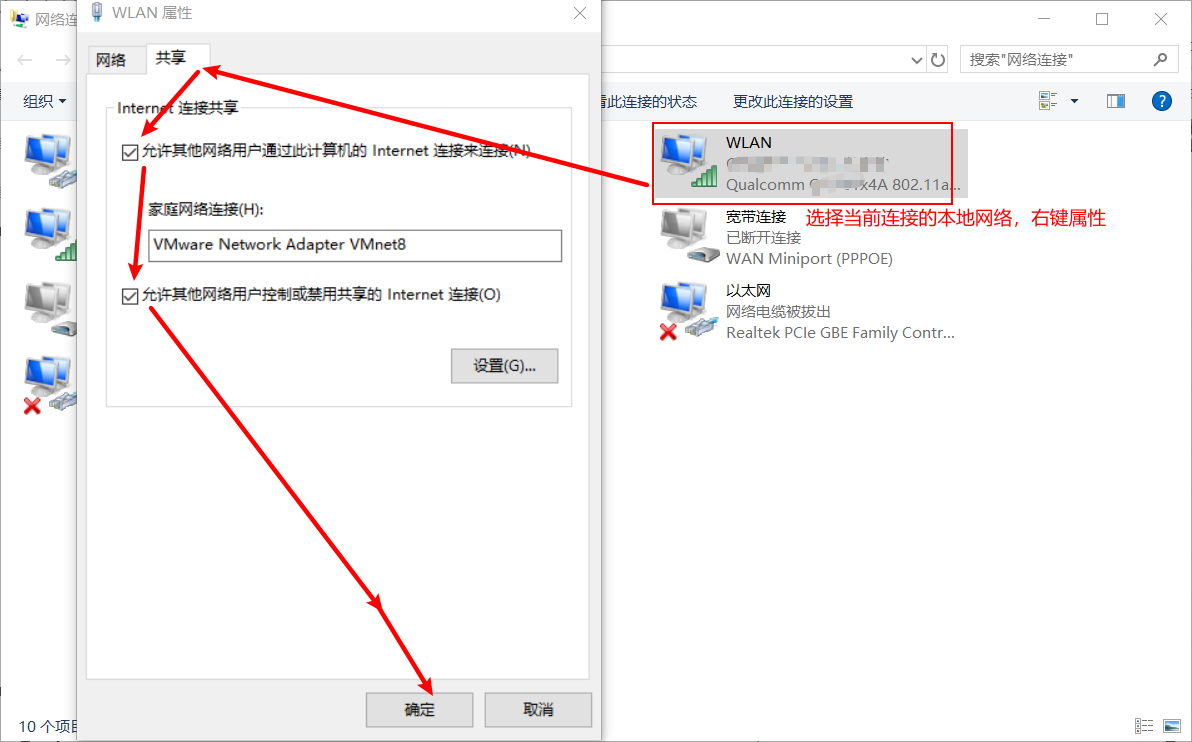 网络连
WLAN 属性
网络
共享
Internet 连接共享
允许其他网络用户通过此计算机的 Internet 连接来连接(N)
家庭网络连接(H):
VMware Network Adapter VMnet8
允许其他网络用户控制或禁用共享的 Internet 连接(O)
设置(G)...
确定
取消
搜索"网络连接"
组织
此连接的状态
更改此连接的设置
WLAN
Qualcomm
x4A 802.11a...
宽带连接
已断开连接
WAN Miniport (PPPOE)
选择当前连接的本地网络，右键属性
以太网
网络电缆被拔出
Realtek PCIe GBE Family Contr...
10 个项目